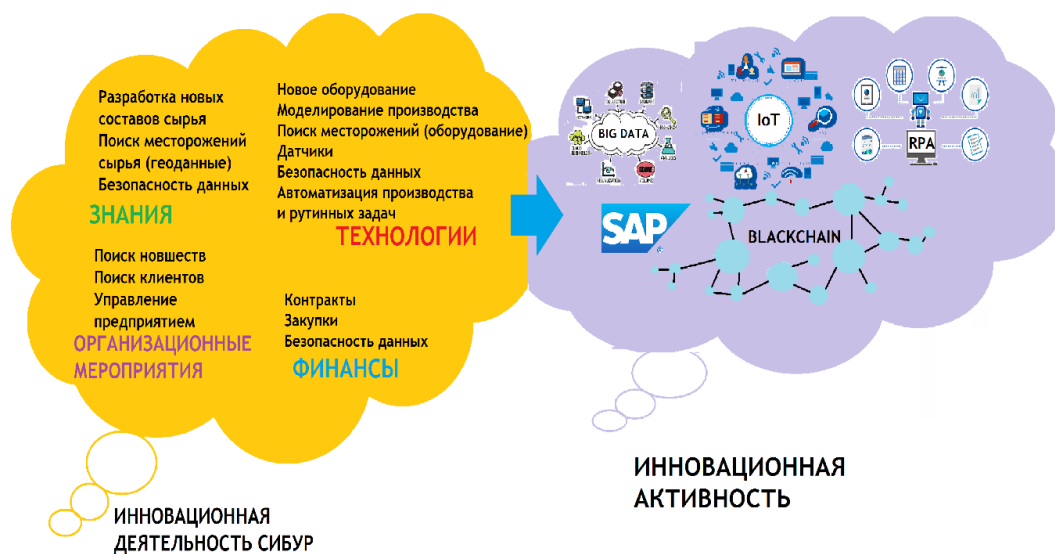 Разработка новых
составов сырья
Поиск месторожений
сырья (геоданные)
Безопасность данных
ЗНАНИЯ
Новое оборудование
Моделирование производства
Поиск месторожений (оборудование)
Датчики
Безопасность данных
Автоматизация производства
и рутинных задач
ТЕХНОЛОГИИ
Поиск новшеств
Поиск клиентов
Управление
предприятием
ОРГАНИЗАЦИОННЫЕ
МЕРОПРИЯТИЯ
Контракты
Закупки
Безопасность данных
ФИНАНСЫ
ИННОВАЦИОННАЯ
ДЕЯТЕЛЬНОСТЬ СИБУР
BIG DATA
IoT
RPA
SAP
BLACKCHAIN
ИННОВАЦИОННАЯ
АКТИВНОСТЬ